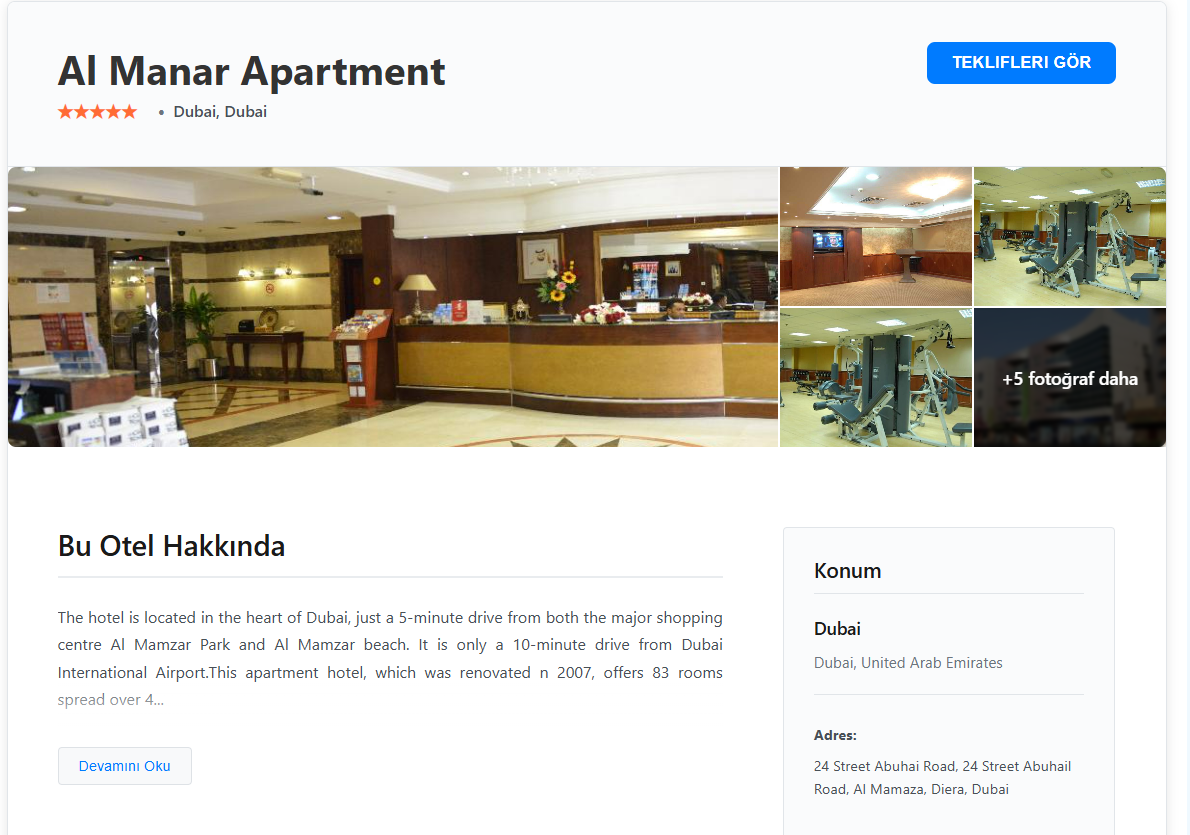 Al Manar Apartment
TEKLIFLERI GÖR
• Dubai, Dubai
+5 fotoğraf daha
Bu Otel Hakkında
The hotel is located in the heart of Dubai, just a 5-minute drive from both the major shopping
centre Al Mamzar Park and Al Mamzar beach. It is only a 10-minute drive from Dubai
International Airport.This apartment hotel, which was renovated n 2007, offers 83 rooms
spread over 4...
Devamını Oku
Konum
Dubai
Dubai, United Arab Emirates
Adres:
24 Street Abuhai Road, 24 Street Abuhail
Road, Al Mamaza, Diera, Dubai